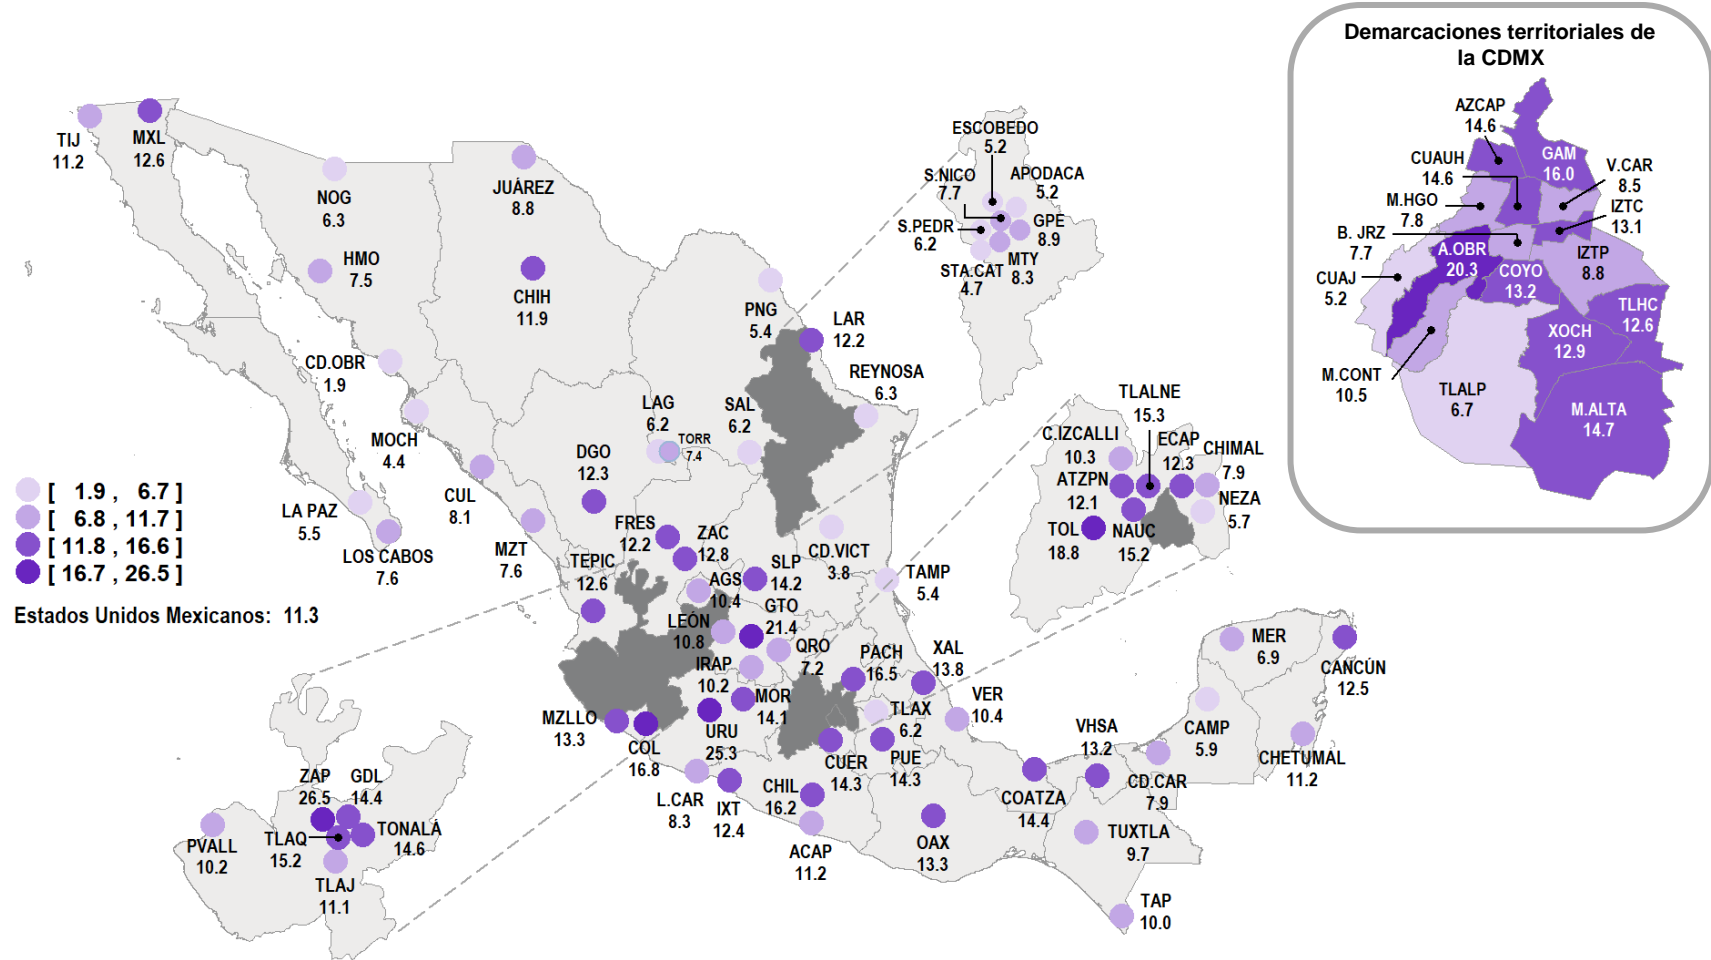 Demarcaciones territoriales de
la CDMX
AZCAP
14.6
CUAUH
14.6
GAM
16.0
V.CAR
8.5
M.HGO
7.8
IZTC
13.1
B. JRZ
7.7
A.OBR
20.3
IZTP
8.8
CUAJ
5.2
COYO
13.2
TLHC
12.6
XOCH
12.9
M.CONT
10.5
TLALP
6.7
M.ALTA
14.7
TIJ
11.2
MXL
12.6
NOG
6.3
JUÁREZ
8.8
HMO
7.5
CHIH
11.9
CD.OBR
1.9
MOCH
4.4
PNG
5.4
LAR
12.2
REYNOSA
6.3
ESCOBEDO
5.2
S.NICO
7.7
APODACA
5.2
S.PEDR
6.2
GPE
8.9
STA.CAT
4.7
MTY
8.3
LAG
6.2
TORR
7.4
SAL
6.2
DGO
12.3
CUL
8.1
LA PAZ
5.5
LOS CABOS
7.6
MZT
7.6
[ 1.9 , 6.7 ]
[ 6.8 , 11.7 ]
[ 11.8 , 16.6 ]
[ 16.7 , 26.5 ]
Estados Unidos Mexicanos: 11.3
FRES
12.2
ZAC
12.8
TEPIC
12.6
SLP
14.2
CD.VICT
3.8
TAMP
5.4
AGS
10.4
GTO
21.4
LEÓN
10.8
QRO
7.2
IRAP
10.2
PACH
16.5
XAL
13.8
MOR
14.1
MZLLO
13.3
COL
16.8
URU
25.3
TLAX
6.2
VER
10.4
CUER
14.3
PUE
14.3
L.CAR
8.3
IXT
12.4
CHIL
16.2
ACAP
11.2
OAX
13.3
COATZA
14.4
VHSA
13.2
CD.CAR
7.9
TUXTLA
9.7
TAP
10.0
CAMP
5.9
MER
6.9
CANCÚN
12.5
CHETUMAL
11.2
TLALNE
15.3
C.IZCALLI
10.3
ECAP
12.3
CHIMAL
7.9
ATZPN
12.1
NEZA
5.7
TOL
18.8
NAUC
15.2
ZAP
26.5
GDL
14.4
PVALL
10.2
TLAQ
15.2
TONALÁ
14.6
TLAJ
11.1